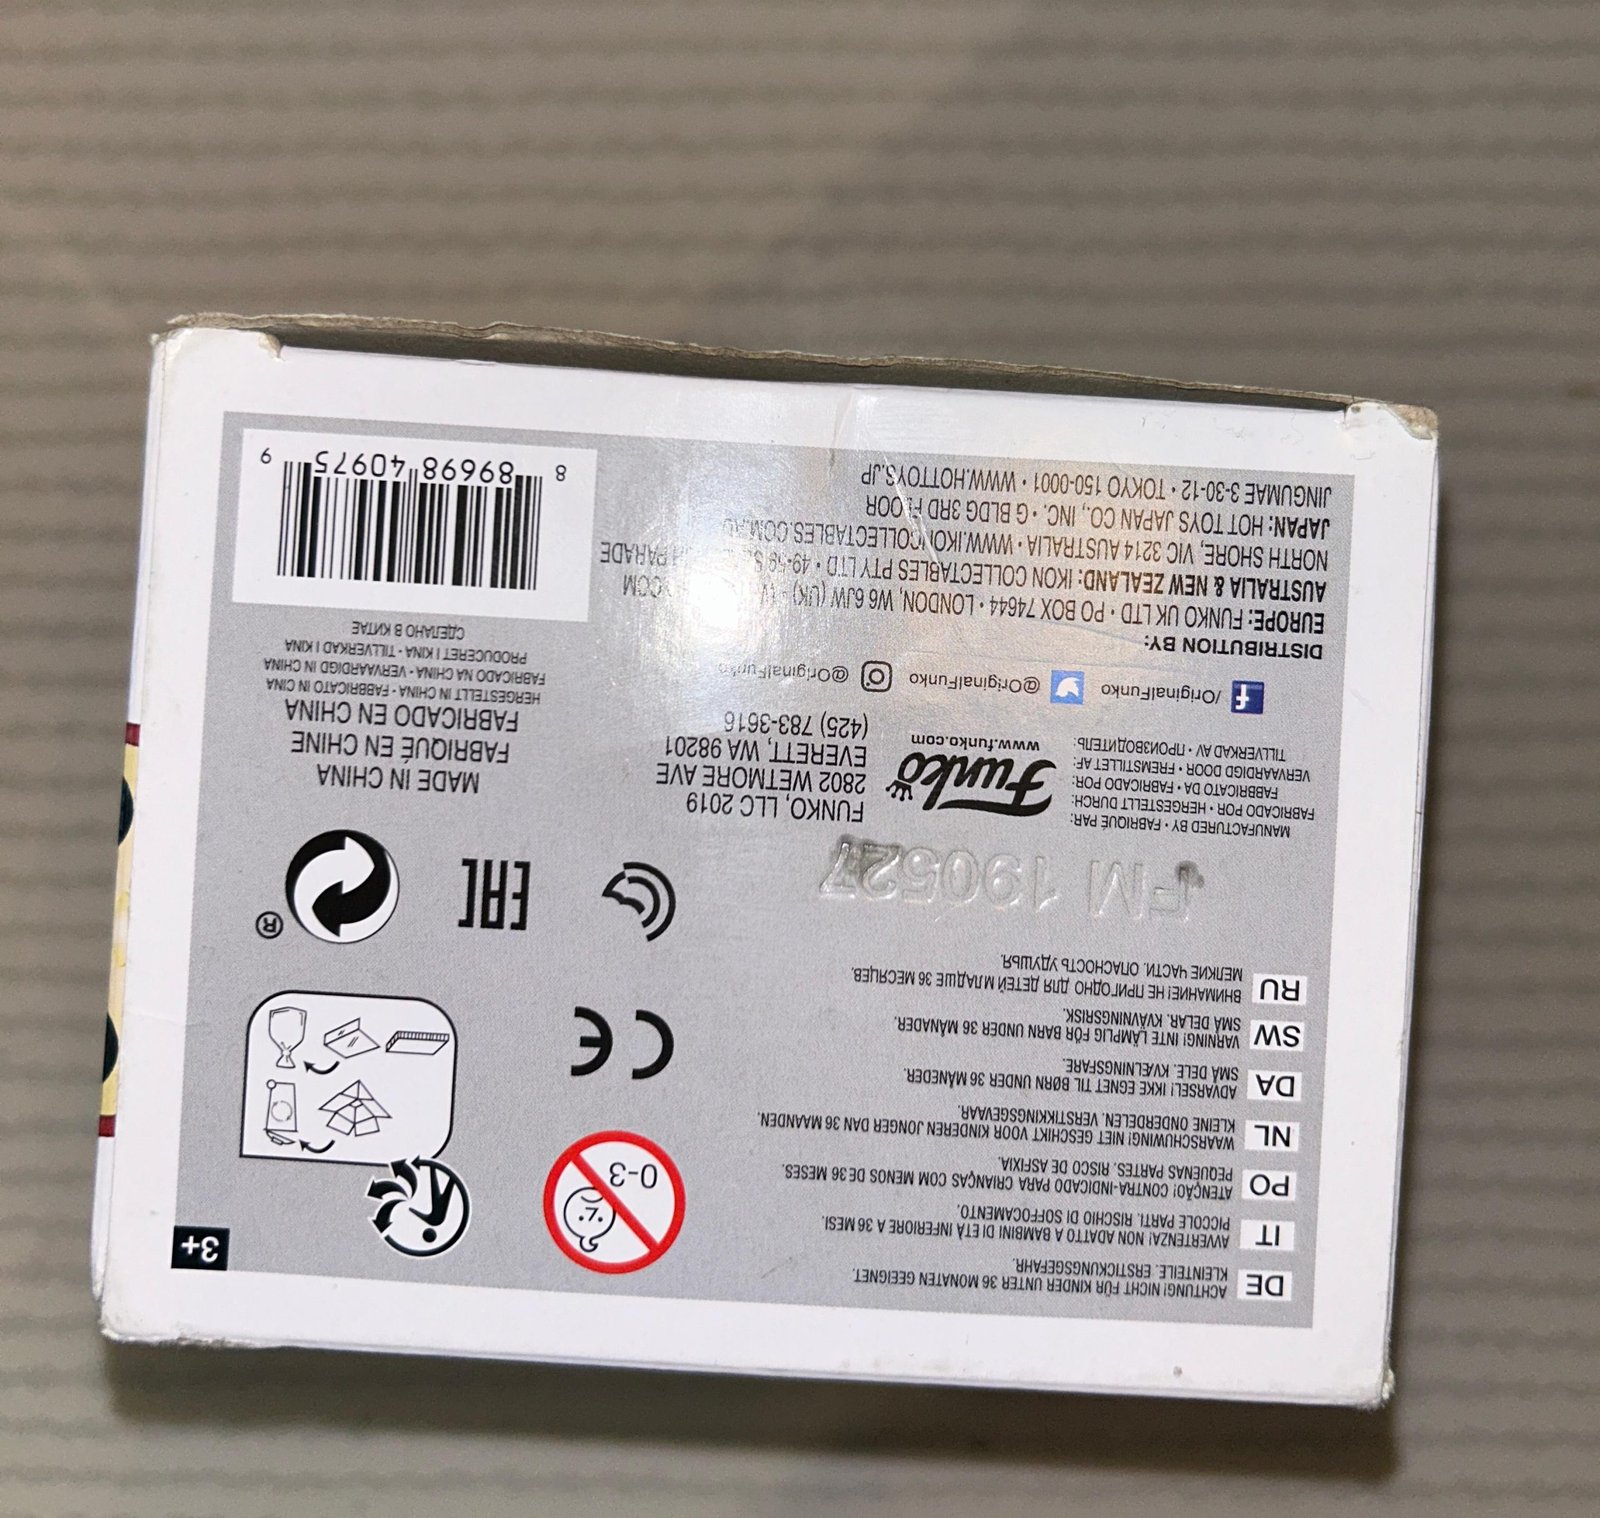 DE
ACHTUNG! NICHT FÜR KINDER UNTER 36 MONATEN GEEIGNET.
KLEINTEILE. ERSTICKUNGSGEFAHR.
IT
AVVERTENZA! NON ADATTO A BAMBINI DI ETÀ INFERIORE A 36 MESI.
PICCOLE PARTI. RISCHIO DI SOFFOCAMENTO.
PO
ATENÇÃO! CONTRA-INDICADO PARA CRIANÇAS COM MENOS DE 36 MESES.
PEQUENAS PARTES. RISCO DE ASFIXIA.
NL
WAARSCHUWING! NIET GESCHIKT VOOR KINDEREN JONGER DAN 36 MAANDEN.
KLEINE ONDERDELEN. VERSTIKKINGSGEVAAR.
DA
ADVARSEL! IKKE EGNET TIL BØRN UNDER 36 MÅNEDER.
SMÅ DELE. KVÆLNINGSFARE.
SW
VARNING! INTE LÄMPLIG FÖR BARN UNDER 36 MÅNADER.
SMÅ DELAR. KVÄVNINGSRISK.
RU
ВНИМАНИЕ! НЕ ПРИГОДНО ДЛЯ ДЕТЕЙ МЛАДШЕ 36 МЕСЯЦЕВ.
МЕЛКИЕ ЧАСТИ. ОПАСНОСТЬ УДУШЬЯ.
0-3
3+
CE
EAC
®
FM 190527
MANUFACTURED BY • FABRIQUÉ PAR:
FABRICADO POR • HERGESTELLT DURCH:
FABBRICATO DA • FABRICADO POR:
VERVAARDIGD DOOR • FREMSTILLET AF:
TILLVERKAD AV • ПРОИЗВОДИТЕЛЬ:
Funko
www.funko.com
FUNKO, LLC 2019
2802 WETMORE AVE
EVERETT, WA 98201
(425) 783-3616
MADE IN CHINA
FABRIQUÉ EN CHINE
FABRICADO EN CHINA
HERGESTELLT IN CHINA • FABBRICATO IN CINA
FABRICADO NA CHINA • VERVAARDIGD IN CHINA
PRODUCERET I KINA • TILLVERKAD I KINA
СДЕЛАНО В КИТАЕ
/OriginalFunko
@OriginalFunko
@OriginalFunko
DISTRIBUTION BY:
EUROPE: FUNKO UK LTD • PO BOX 74644 • LONDON, W6 6JW (UK)
AUSTRALIA & NEW ZEALAND: IKON COLLECTABLES PTY LTD • 49-59 PARADE
NORTH SHORE, VIC 3214 AUSTRALIA • WWW.IKONCOLLECTABLES.COM.AU
JAPAN: HOT TOYS JAPAN CO., INC. • G BLDG 3RD FLOOR
JINGUMAE 3-30-12 • TOKYO 150-0001 • WWW.HOTTOYS.JP
8 89698 40975 9